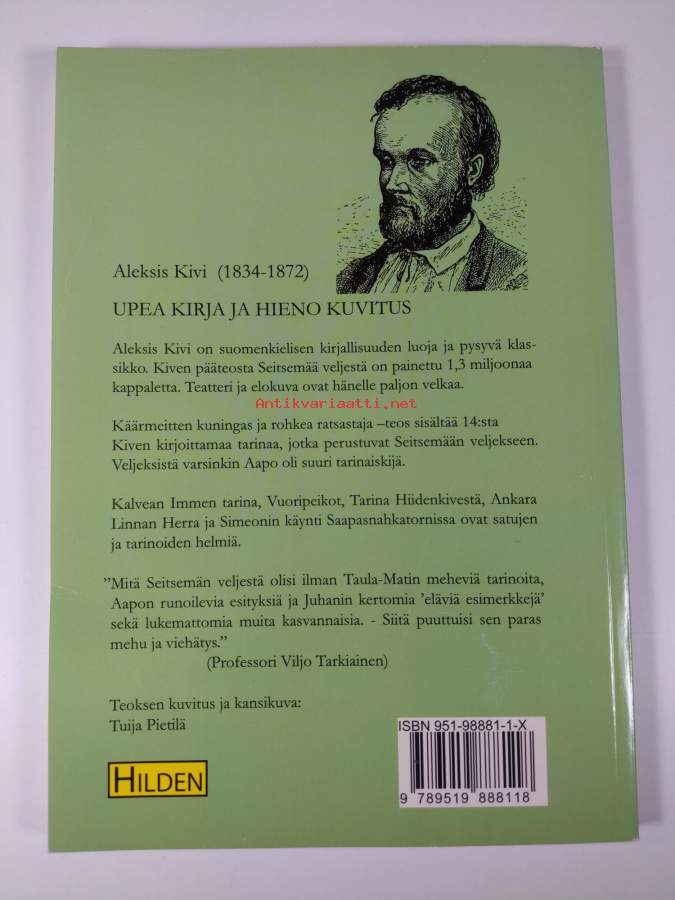 Aleksis Kivi (1834-1872)
UPEA KIRJA JA HIENO KUVITUS
Aleksis Kivi on suomenkielisen kirjallisuuden luoja ja pysyvä klas-
sikko. Kiven pääteosta Seitsemää veljestä on painettu 1,3 miljoonaa
kappaletta. Teatteri ja elokuva ovat hänelle paljon velkaa.
Antikvariaatti.net
Käärmeitten kuningas ja rohkea ratsastaja –teos sisältää 14:sta
Kiven kirjoittamaa tarinaa, jotka perustuvat Seitsemään veljekseen.
Veljeksistä varsinkin Aapo oli suuri tarinaiskijä.
Kalvean Immen tarina, Vuoripeikot, Tarina Hiidenkivestä, Ankara
Linnan Herra ja Simeonin käynti Saapasnahkatornissa ovat satujen
ja tarinoiden helmiä.
”Mitä Seitsemän veljestä olisi ilman Taula-Matin meheviä tarinoita,
Aapon runoilevia esityksiä ja Juhanin kertomia ’eläviä esimerkkejä’
sekä lukemattomia muita kasvannaisia. - Siitä puuttuisi sen paras
mehu ja viehätys.”
(Professori Viljo Tarkiainen)
Teoksen kuvitus ja kansikuva:
Tuija Pietilä
HILDEN
ISBN 951-98881-1-X
9 789519 888118